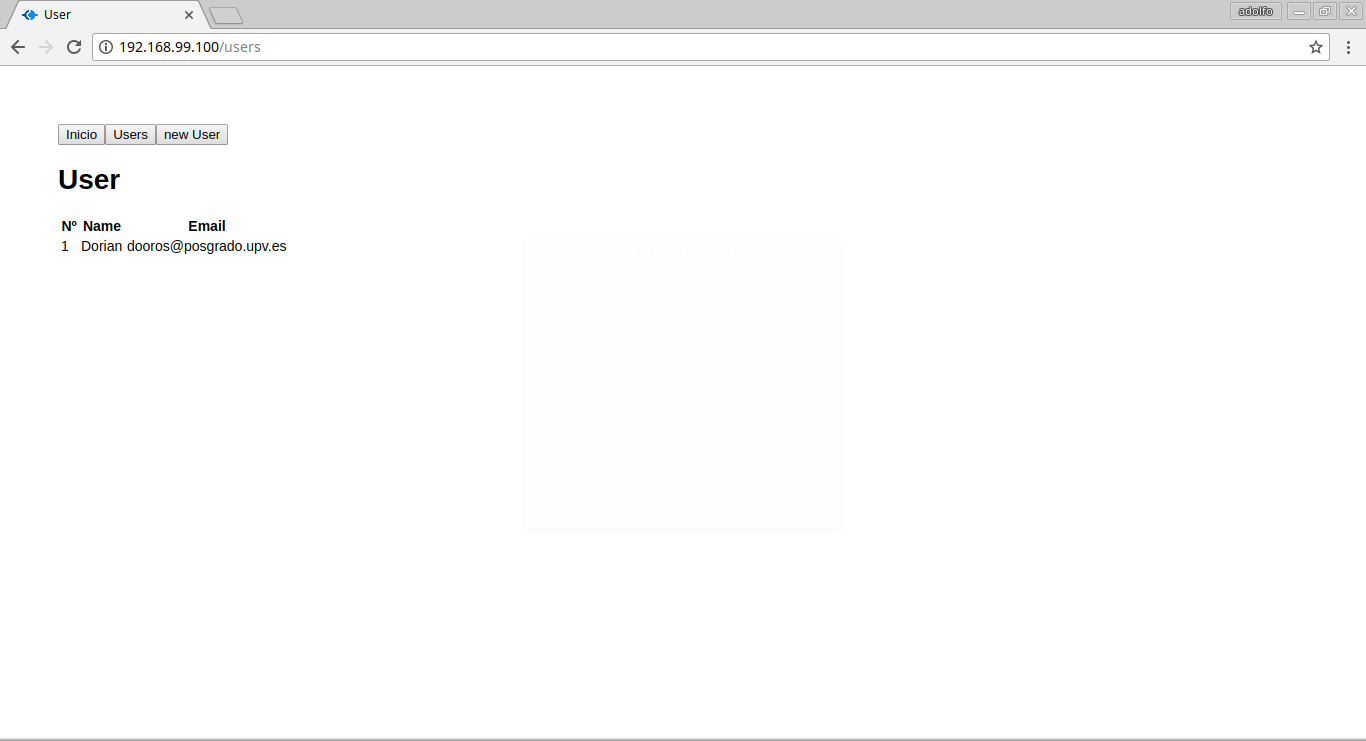 User
adolfo
192.168.99.100/users
Inicio Users new User
User
Nº Name Email
1 Dorian dooros@posgrado.upv.es